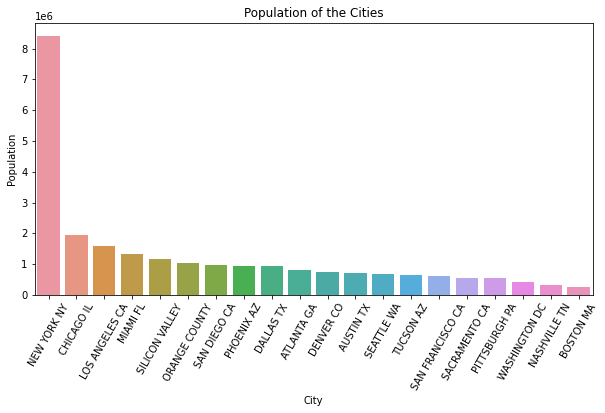 Population of the Cities
1e6
Population
8
7
6
5
4
3
2
1
0
NEW YORK NY
CHICAGO IL
LOS ANGELES CA
MIAMI FL
SILICON VALLEY
ORANGE COUNTY
SAN DIEGO CA
PHOENIX AZ
DALLAS TX
ATLANTA GA
DENVER CO
AUSTIN TX
SEATTLE WA
TUCSON AZ
SAN FRANCISCO CA
SACRAMENTO CA
PITTSBURGH PA
WASHINGTON DC
NASHVILLE TN
BOSTON MA
City